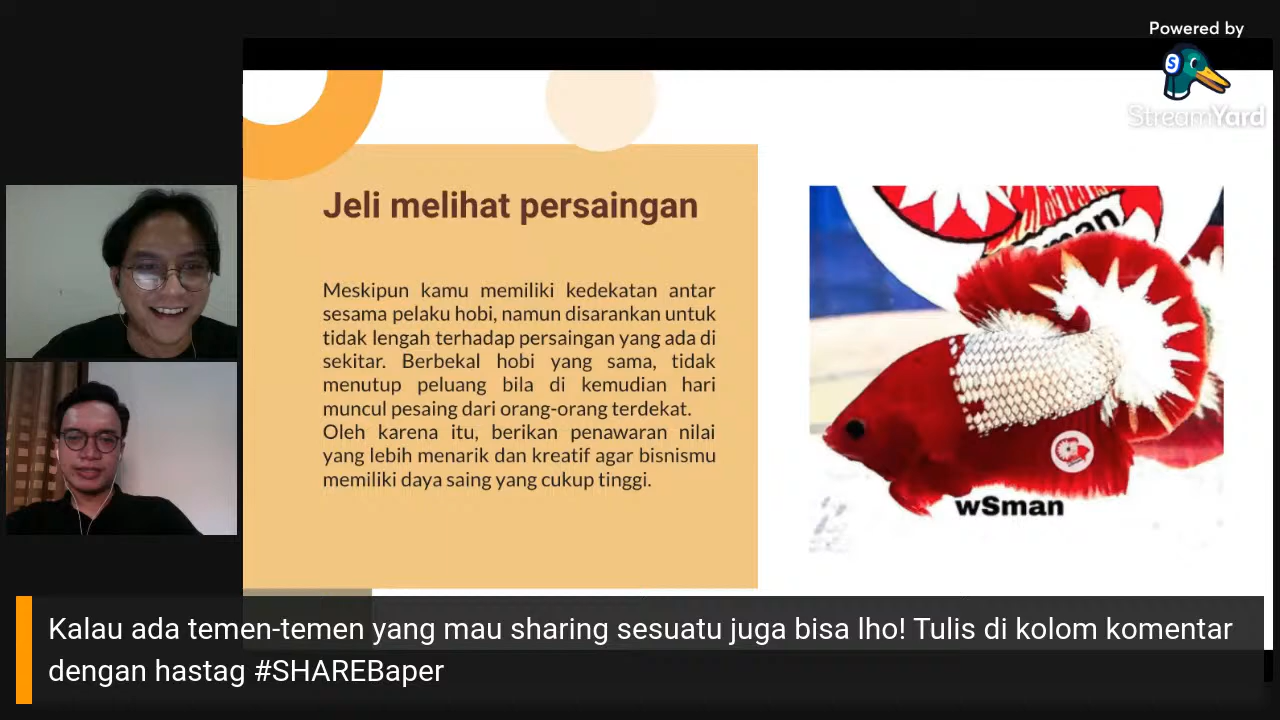 Powered by
StreamYard
Jeli melihat persaingan
Meskipun kamu memiliki kedekatan antar
sesama pelaku hobi, namun disarankan untuk
tidak lengah terhadap persaingan yang ada di
sekitar. Berbekal hobi yang sama, tidak
menutup peluang bila di kemudian hari
muncul pesaing dari orang-orang terdekat.
Oleh karena itu, berikan penawaran nilai
yang lebih menarik dan kreatif agar bisnismu
memiliki daya saing yang cukup tinggi.
wSman
Kalau ada temen-temen yang mau sharing sesuatu juga bisa lho! Tulis di kolom komentar
dengan hastag #SHAREBaper